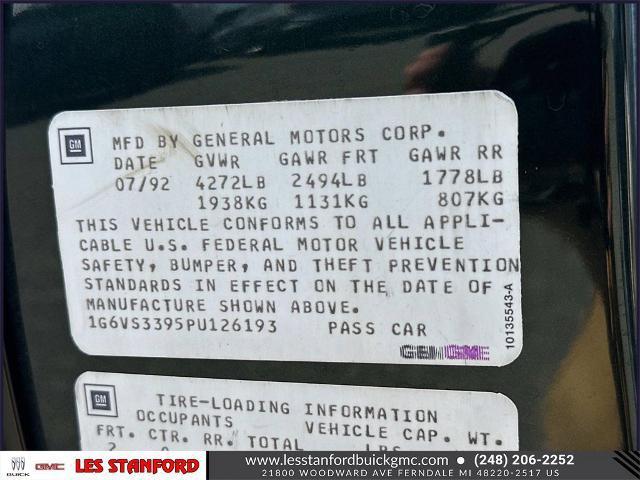 GM
MFD BY GENERAL MOTORS CORP.
DATE GVWR GAWR FRT GAWR RR
07/92 4272LB 2494LB 1778LB
1938KG 1131KG 807KG
THIS VEHICLE CONFORMS TO ALL APPLI-
CABLE U.S. FEDERAL MOTOR VEHICLE
SAFETY, BUMPER, AND THEFT PREVENTION
STANDARDS IN EFFECT ON THE DATE OF
MANUFACTURE SHOWN ABOVE.
1G6VS3395PU126193 PASS CAR
10135543-A
GM
TIRE-LOADING INFORMATION
OCCUPANTS VEHICLE CAP. WT.
FRT. CTR. RR. TOTAL LBS
BUICK GMC LES STANFORD
www.lesstanfordbuickgmc.com • (248) 206-2252
21800 WOODWARD AVE FERNDALE MI 48220-2517 US